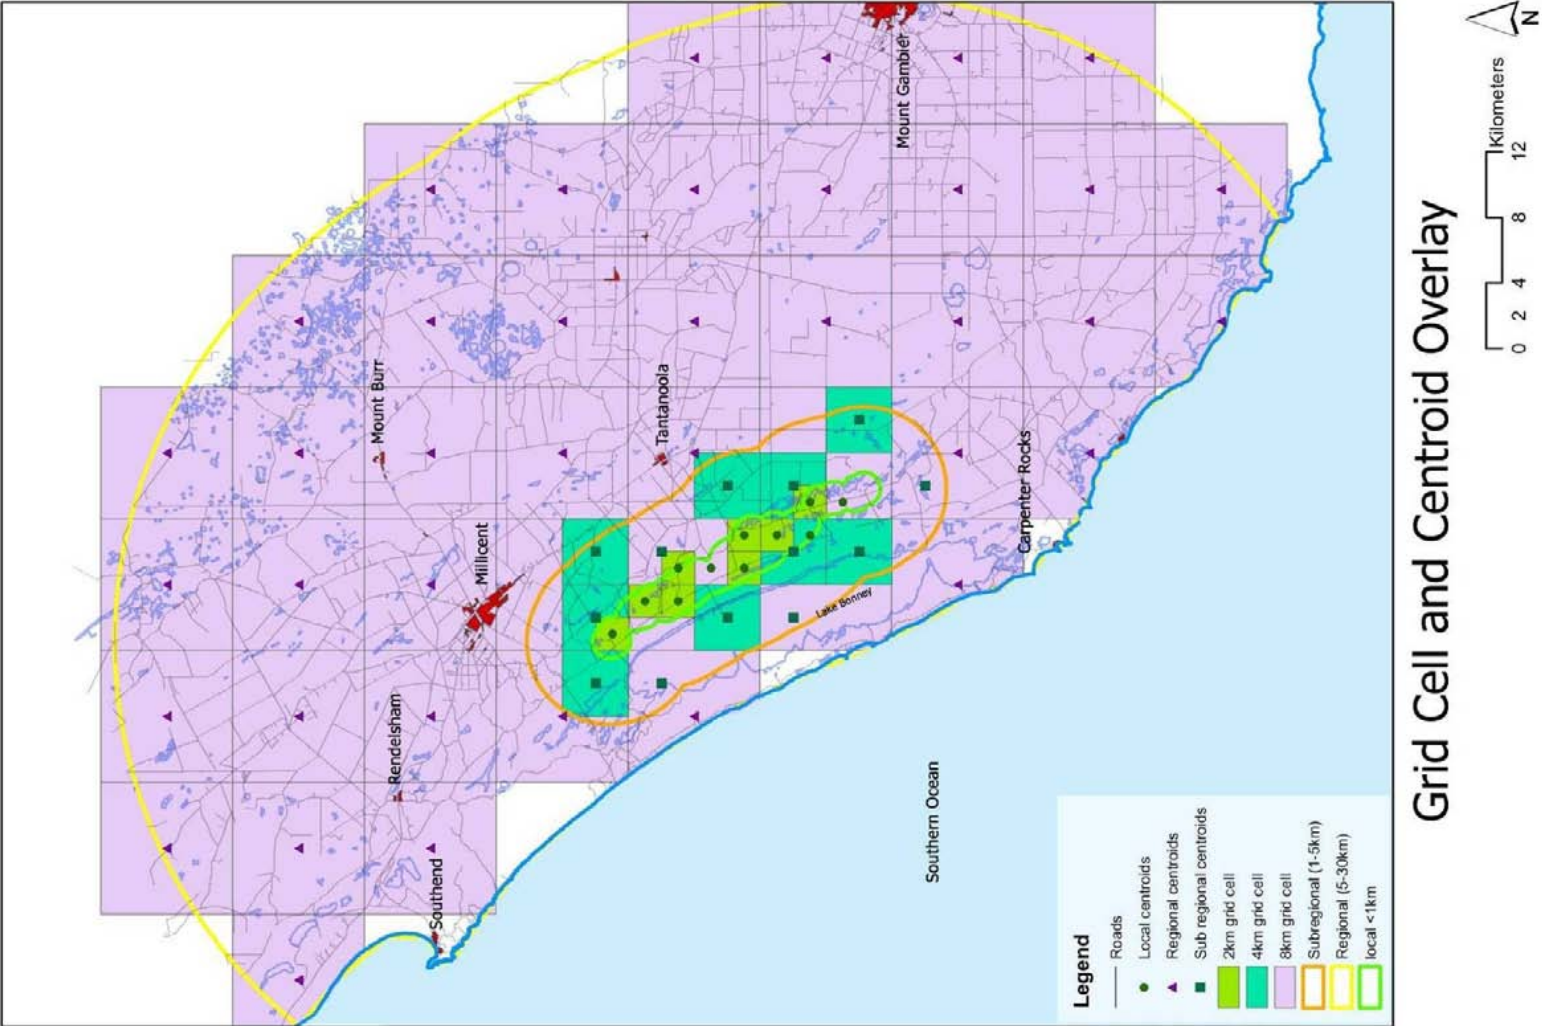 Mount Gambier
Mount Burr
Tantanoola
Millicent
Rendelsham
Southend
Carpenter Rocks
Lake Bonney
Southern Ocean
Legend
Roads
Local centroids
Regional centroids
Sub regional centroids
2km grid cell
4km grid cell
8km grid cell
Subregional (1-5km)
Regional (5-30km)
local <1km
Grid Cell and Centroid Overlay
0 2 4 8 12
Kilometers
N